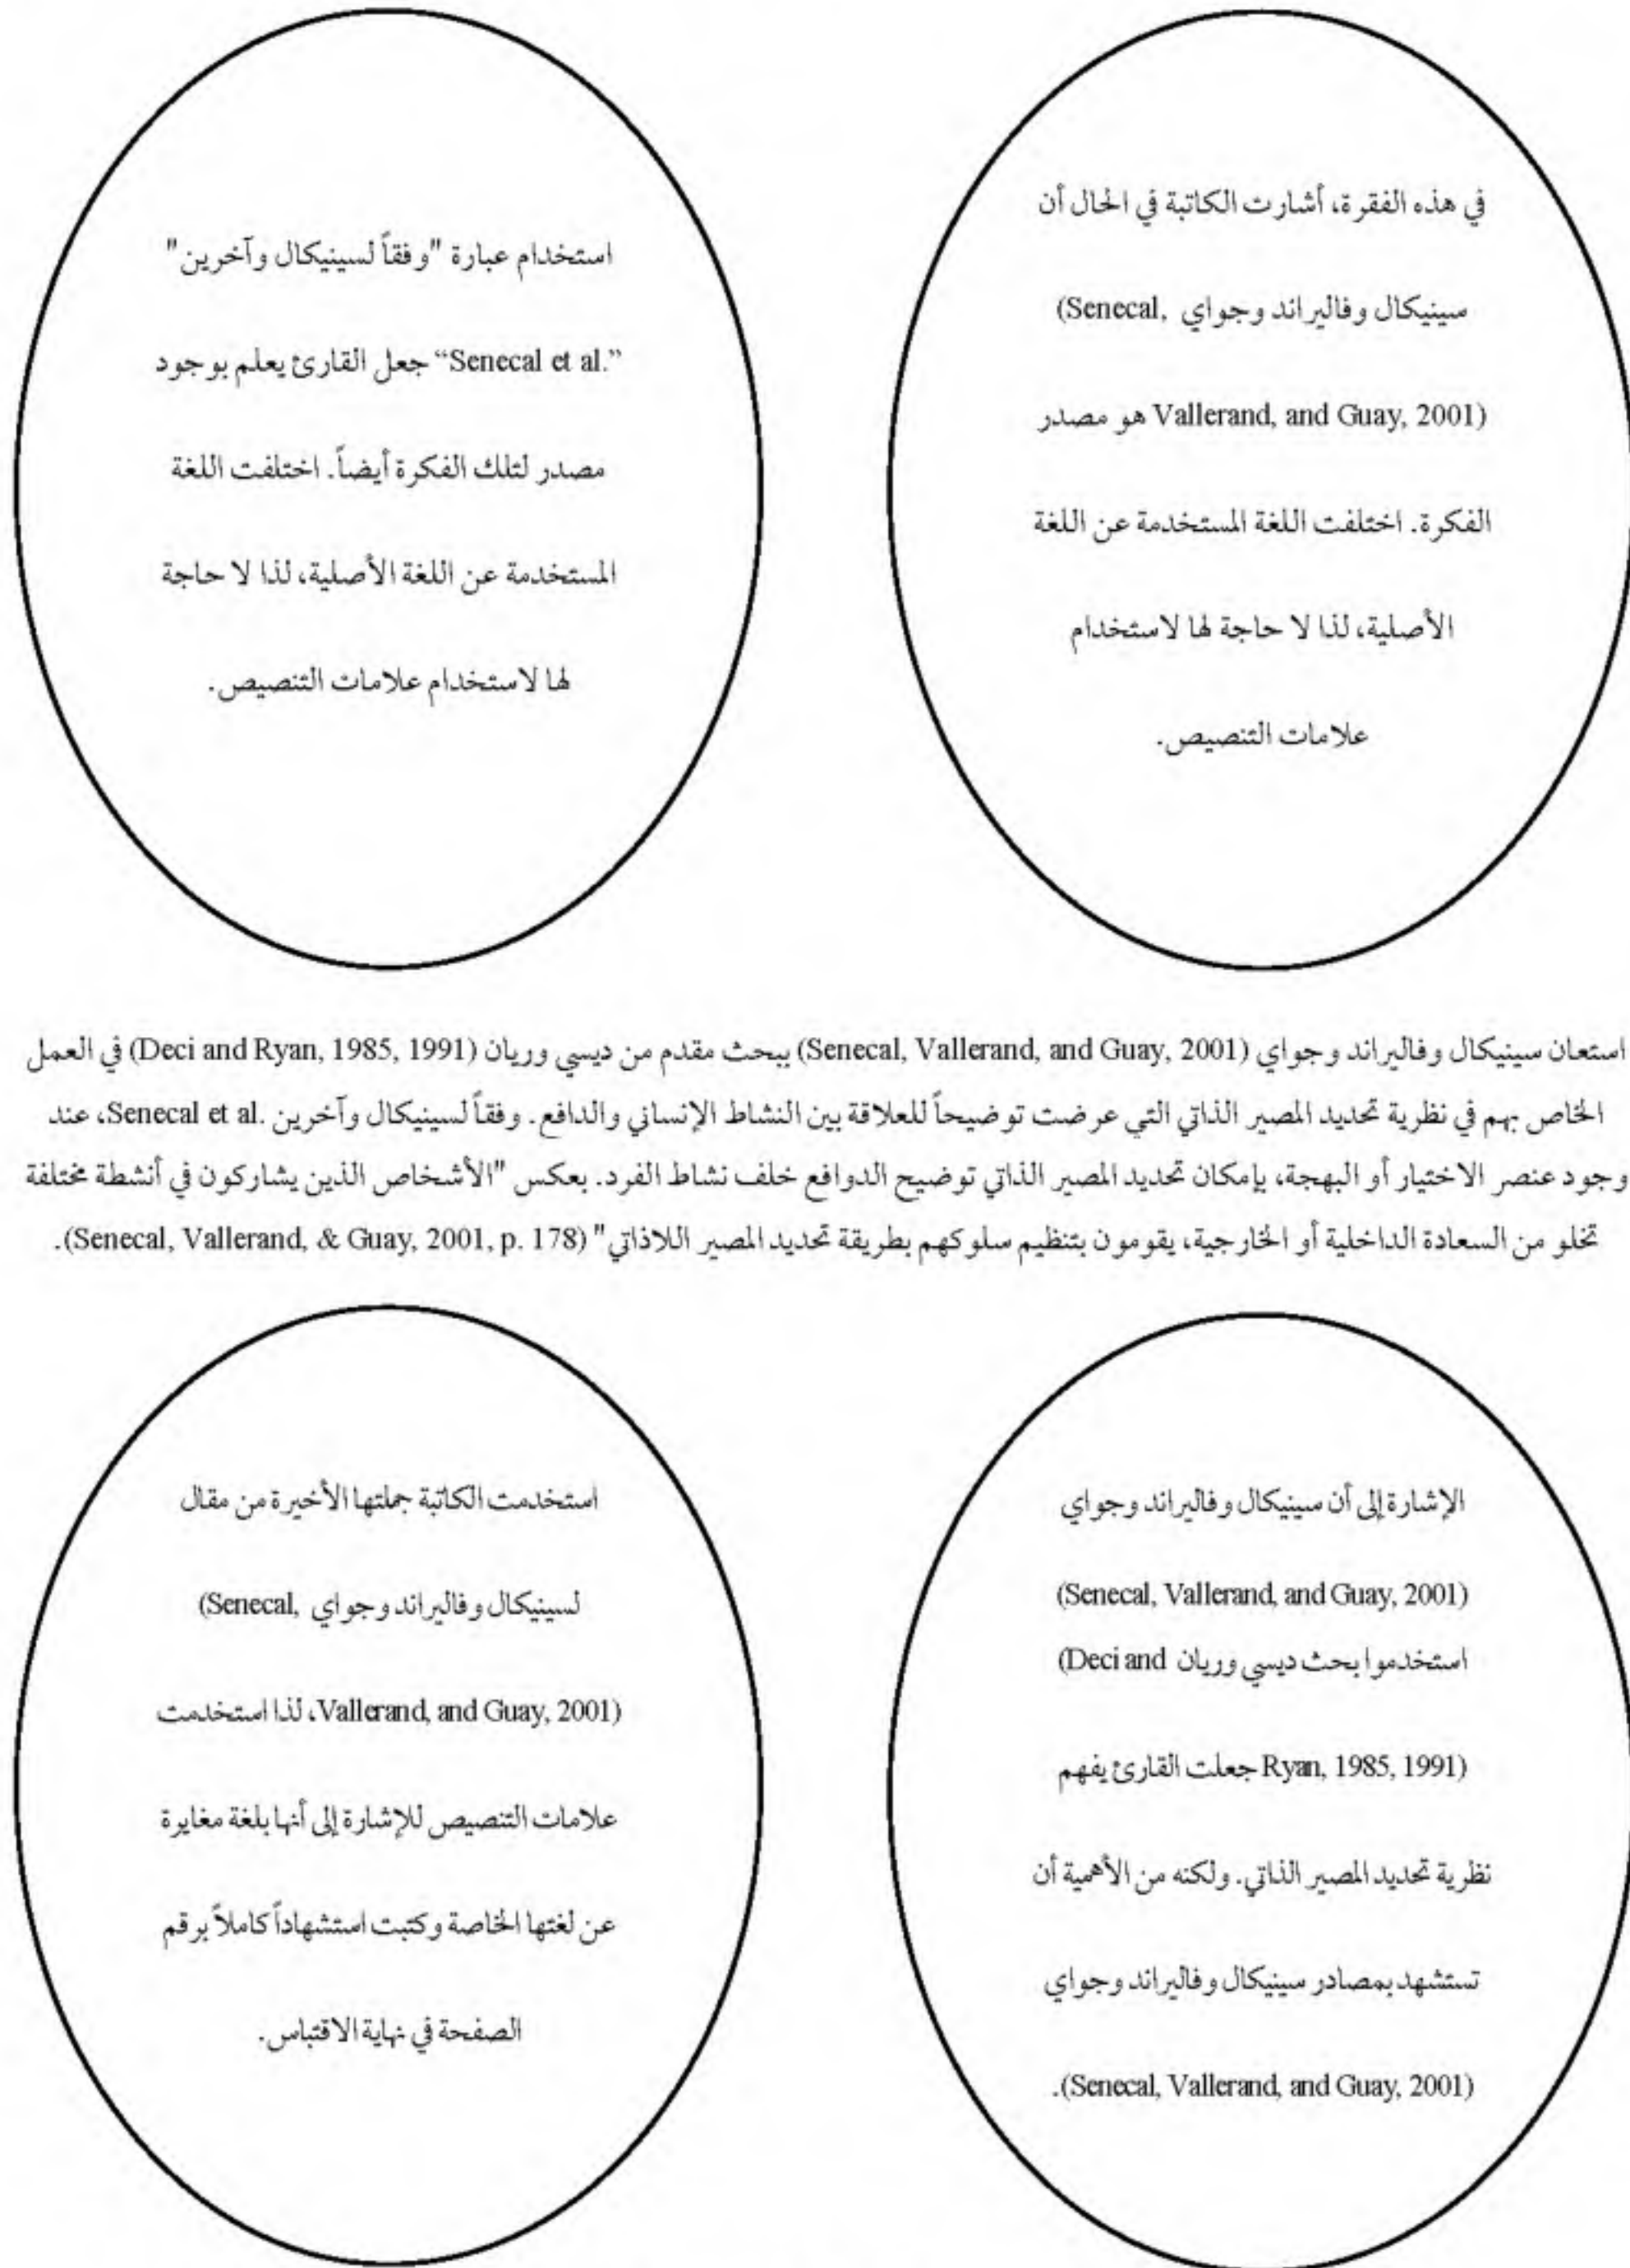 في هذه الفقرة، أشارت الكاتبة في الحال أن
سينيكال وفاليراند وجواي (Senecal,
Vallerand, and Guay, 2001) هو مصدر
الفكرة. اختلفت اللغة المستخدمة عن اللغة
الأصلية، لذا لا حاجة لها لاستخدام
علامات التنصيص.
استخدام عبارة "وفقاً لسينيكال وآخرين"
“Senecal et al.” جعل القارئ يعلم بوجود
مصدر لتلك الفكرة أيضاً. اختلفت اللغة
المستخدمة عن اللغة الأصلية، لذا لا حاجة
لها لاستخدام علامات التنصيص.
استعان سينيكال وفاليراند وجواي (Senecal, Vallerand, and Guay, 2001) ببحث مقدم من ديسي وريان (Deci and Ryan, 1985, 1991) في العمل
الخاص بهم في نظرية تحديد المصير الذاتي التي عرضت توضيحاً للعلاقة بين النشاط الإنساني والدافع. وفقاً لسينيكال وآخرين Senecal et al.، عند
وجود عنصر الاختيار أو البهجة، بإمكان تحديد المصير الذاتي توضيح الدوافع خلف نشاط الفرد. بعكس "الأشخاص الذين يشاركون في أنشطة مختلفة
تخلو من السعادة الداخلية أو الخارجية، يقومون بتنظيم سلوكهم بطريقة تحديد المصير اللاذاتي" (Senecal, Vallerand, & Guay, 2001, p. 178).
الإشارة إلى أن سينيكال وفاليراند وجواي
(Senecal, Vallerand, and Guay, 2001)
استخدموا بحث ديسي وريان (Deci and
Ryan, 1985, 1991) جعلت القارئ يفهم
نظرية تحديد المصير الذاتي. ولكنه من الأهمية أن
تستشهد بمصادر سينيكال وفاليراند وجواي
(Senecal, Vallerand, and Guay, 2001).
استخدمت الكاتبة جملتها الأخيرة من مقال
لسينيكال وفاليراند وجواي (Senecal,
Vallerand, and Guay, 2001)، لذا استخدمت
علامات التنصيص للإشارة إلى أنها بلغة مغايرة
عن لغتها الخاصة وكتبت استشهاداً كاملاً برقم
الصفحة في نهاية الاقتباس.